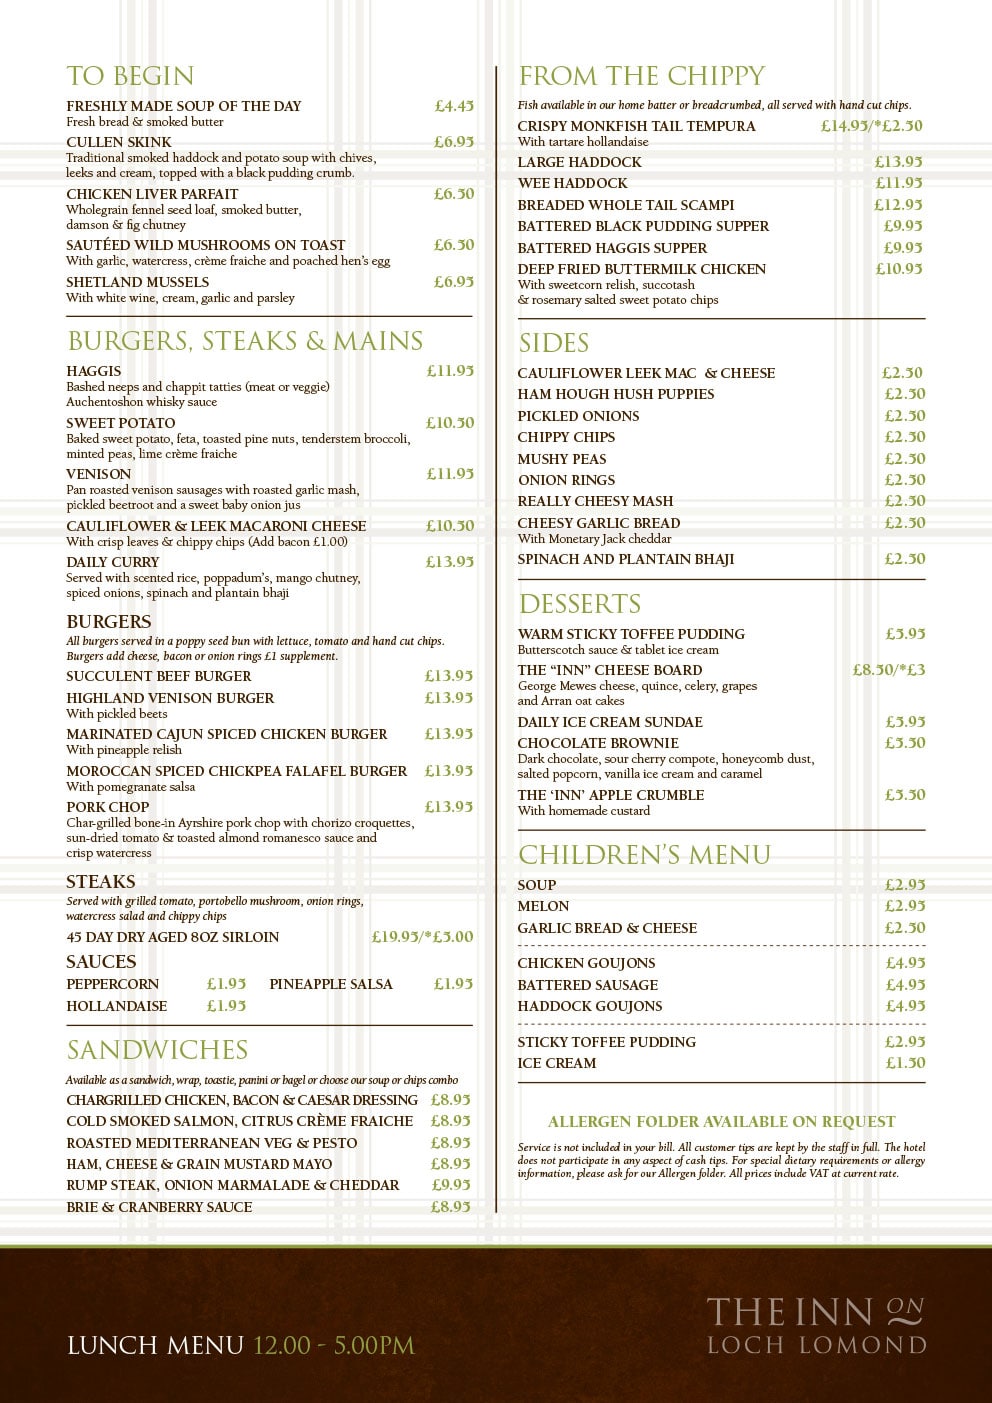 TO BEGIN
FRESHLY MADE SOUP OF THE DAY £4.45
Fresh bread & smoked butter
CULLEN SKINK £6.95
Traditional smoked haddock and potato soup with chives,
leeks and cream, topped with a black pudding crumb.
CHICKEN LIVER PARFAIT £6.50
Wholegrain fennel seed loaf, smoked butter,
damson & fig chutney
SAUTÉED WILD MUSHROOMS ON TOAST £6.50
With garlic, watercress, crème fraiche and poached hen's egg
SHETLAND MUSSELS £6.95
With white wine, cream, garlic and parsley
BURGERS, STEAKS & MAINS
HAGGIS £11.95
Bashed neeps and chappit tatties (meat or veggie)
Auchentoshon whisky sauce
SWEET POTATO £10.50
Baked sweet potato, feta, toasted pine nuts, tenderstem broccoli,
minted peas, lime crème fraiche
VENISON £11.95
Pan roasted venison sausages with roasted garlic mash,
pickled beetroot and a sweet baby onion jus
CAULIFLOWER & LEEK MACARONI CHEESE £10.50
With crisp leaves & chippy chips (Add bacon £1.00)
DAILY CURRY £13.95
Served with scented rice, poppadum's, mango chutney,
spiced onions, spinach and plantain bhaji
BURGERS
All burgers served in a poppy seed bun with lettuce, tomato and hand cut chips.
Burgers add cheese, bacon or onion rings £1 supplement.
SUCCULENT BEEF BURGER £13.95
HIGHLAND VENISON BURGER £13.95
With pickled beets
MARINATED CAJUN SPICED CHICKEN BURGER £13.95
With pineapple relish
MOROCCAN SPICED CHICKPEA FALAFEL BURGER £13.95
With pomegranate salsa
PORK CHOP £13.95
Char-grilled bone-in Ayrshire pork chop with chorizo croquettes,
sun-dried tomato & toasted almond romanesco sauce and
crisp watercress
STEAKS
Served with grilled tomato, portobello mushroom, onion rings,
watercress salad and chippy chips
45 DAY DRY AGED 8OZ SIRLOIN £19.95/*£5.00
SAUCES
PEPPERCORN £1.95 PINEAPPLE SALSA £1.95
HOLLANDAISE £1.95
SANDWICHES
Available as a sandwich, wrap, toastie, panini or bagel or choose our soup or chips combo
CHARGRILLED CHICKEN, BACON & CAESAR DRESSING £8.95
COLD SMOKED SALMON, CITRUS CRÈME FRAICHE £8.95
ROASTED MEDITERRANEAN VEG & PESTO £8.95
HAM, CHEESE & GRAIN MUSTARD MAYO £8.95
RUMP STEAK, ONION MARMALADE & CHEDDAR £9.95
BRIE & CRANBERRY SAUCE £8.95
FROM THE CHIPPY
Fish available in our home batter or breadcrumbed, all served with hand cut chips.
CRISPY MONKFISH TAIL TEMPURA £14.95/*£2.50
With tartare hollandaise
LARGE HADDOCK £13.95
WEE HADDOCK £11.95
BREADED WHOLE TAIL SCAMPI £12.95
BATTERED BLACK PUDDING SUPPER £9.95
BATTERED HAGGIS SUPPER £9.95
DEEP FRIED BUTTERMILK CHICKEN £10.95
With sweetcorn relish, succotash
& rosemary salted sweet potato chips
SIDES
CAULIFLOWER LEEK MAC & CHEESE £2.50
HAM HOUGH HUSH PUPPIES £2.50
PICKLED ONIONS £2.50
CHIPPY CHIPS £2.50
MUSHY PEAS £2.50
ONION RINGS £2.50
REALLY CHEESY MASH £2.50
CHEESY GARLIC BREAD £2.50
With Monetary Jack cheddar
SPINACH AND PLANTAIN BHAJI £2.50
DESSERTS
WARM STICKY TOFFEE PUDDING £5.95
Butterscotch sauce & tablet ice cream
THE "INN" CHEESE BOARD £8.50/*£3
George Mewes cheese, quince, celery, grapes
and Arran oat cakes
DAILY ICE CREAM SUNDAE £5.95
CHOCOLATE BROWNIE £5.50
Dark chocolate, sour cherry compote, honeycomb dust,
salted popcorn, vanilla ice cream and caramel
THE 'INN' APPLE CRUMBLE £5.50
With homemade custard
CHILDREN'S MENU
SOUP £2.95
MELON £2.95
GARLIC BREAD & CHEESE £2.50
CHICKEN GOUJONS £4.95
BATTERED SAUSAGE £4.95
HADDOCK GOUJONS £4.95
STICKY TOFFEE PUDDING £2.95
ICE CREAM £1.50
ALLERGEN FOLDER AVAILABLE ON REQUEST
Service is not included in your bill. All customer tips are kept by the staff in full. The hotel
does not participate in any aspect of cash tips. For special dietary requirements or allergy
information, please ask for our Allergen folder. All prices include VAT at current rate.
LUNCH MENU 12.00 - 5.00PM
THE INN ON
LOCH LOMOND